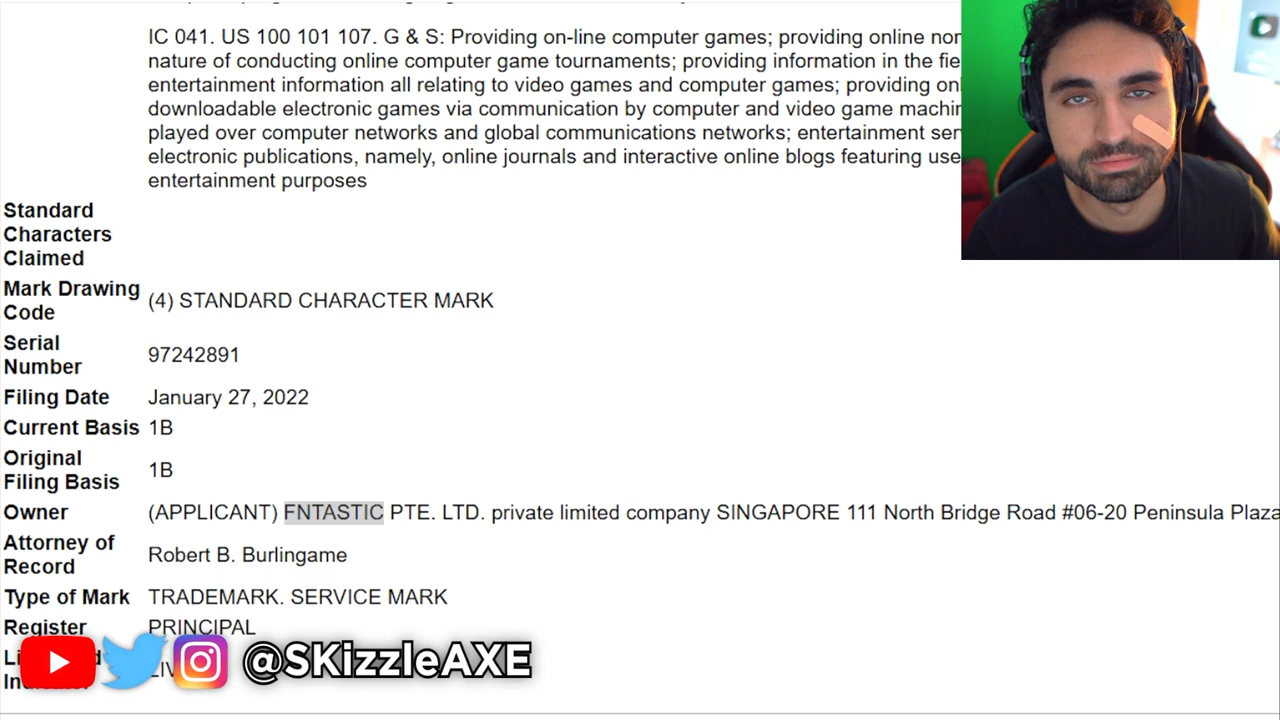 IC 041. US 100 101 107. G & S: Providing on-line computer games; providing online
nature of conducting online computer game tournaments; providing information in the
entertainment information all relating to video games and computer games; providing
downloadable electronic games via communication by computer and video game
played over computer networks and global communications networks; entertainment
electronic publications, namely, online journals and interactive online blogs featuring
entertainment purposes
Standard
Characters
Claimed
Mark Drawing
Code
(4) STANDARD CHARACTER MARK
Serial
Number
97242891
Filing Date January 27, 2022
Current Basis 1B
Original
Filing Basis
1B
Owner (APPLICANT) FNTASTIC PTE. LTD. private limited company SINGAPORE 111 North Bridge Road #06-20 Peninsula Plaza
Attorney of
Record
Robert B. Burlingame
Type of Mark TRADEMARK. SERVICE MARK
Register PRINCIPAL
@SKizzleAXE